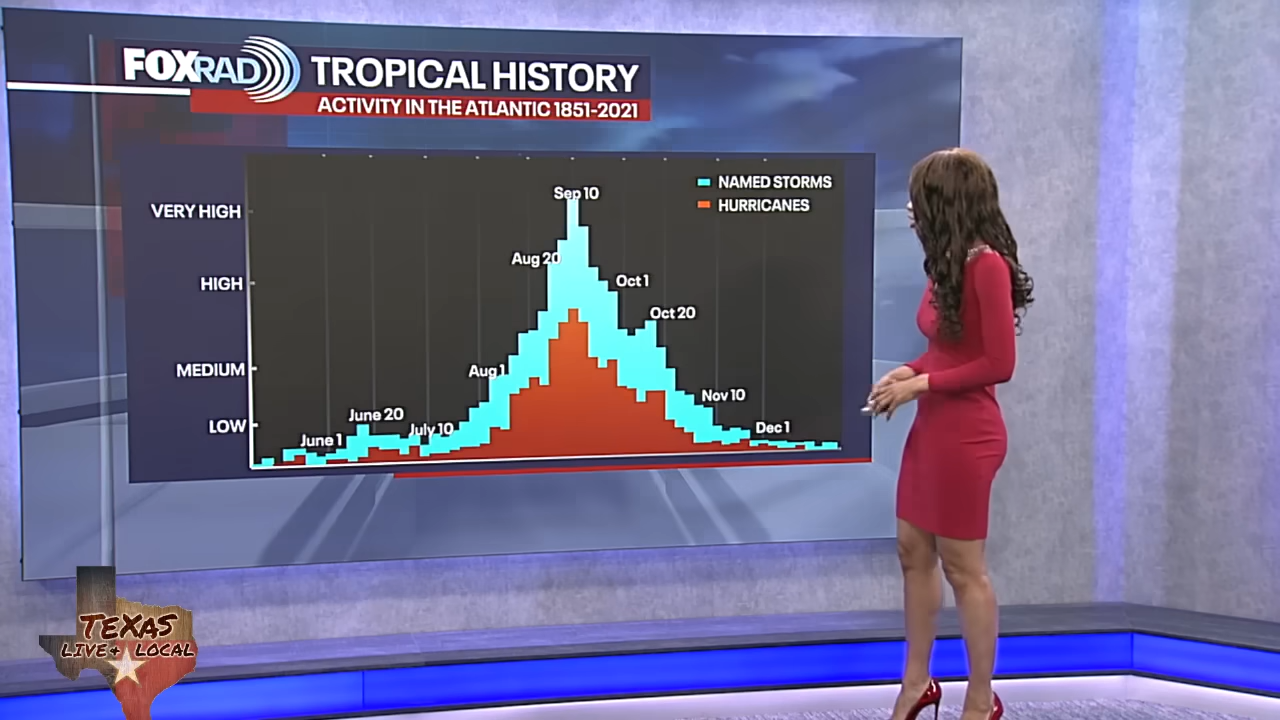 FOX RAD
TROPICAL HISTORY
ACTIVITY IN THE ATLANTIC 1851-2021
NAMED STORMS
HURRICANES
VERY HIGH
HIGH
MEDIUM
LOW
Sep 10
Aug 20
Oct 1
Oct 20
Aug 1
Nov 10
June 20
July 10
June 1
Dec 1
TEXAS
LIVE+ LOCAL